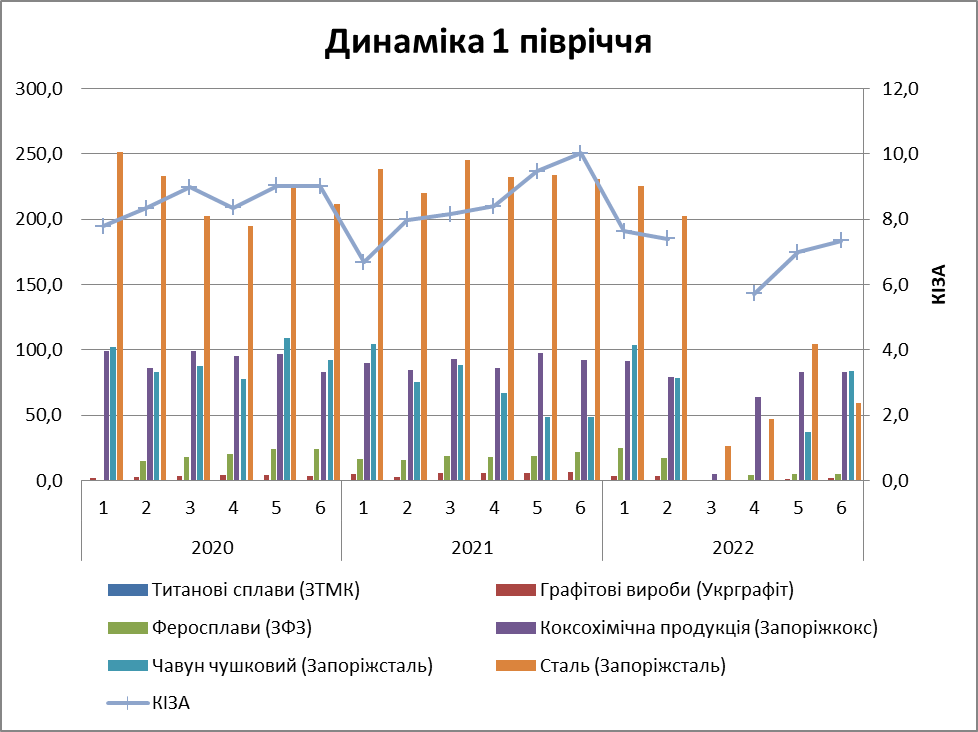 Динаміка 1 півріччя
300,0 12,0
250,0 10,0
200,0 8,0
150,0 6,0
100,0 4,0
50,0 2,0
0,0 0,0
КІЗА
1 2 3 4 5 6 1 2 3 4 5 6 1 2 3 4 5 6
2020 2021 2022
Титанові сплави (ЗТМК) Графітові вироби (Укрграфіт)
Феросплави (ЗФЗ) Коксохімічна продукція (Запоріжкокс)
Чавун чушковий (Запоріжсталь) Сталь (Запоріжсталь)
КІЗА